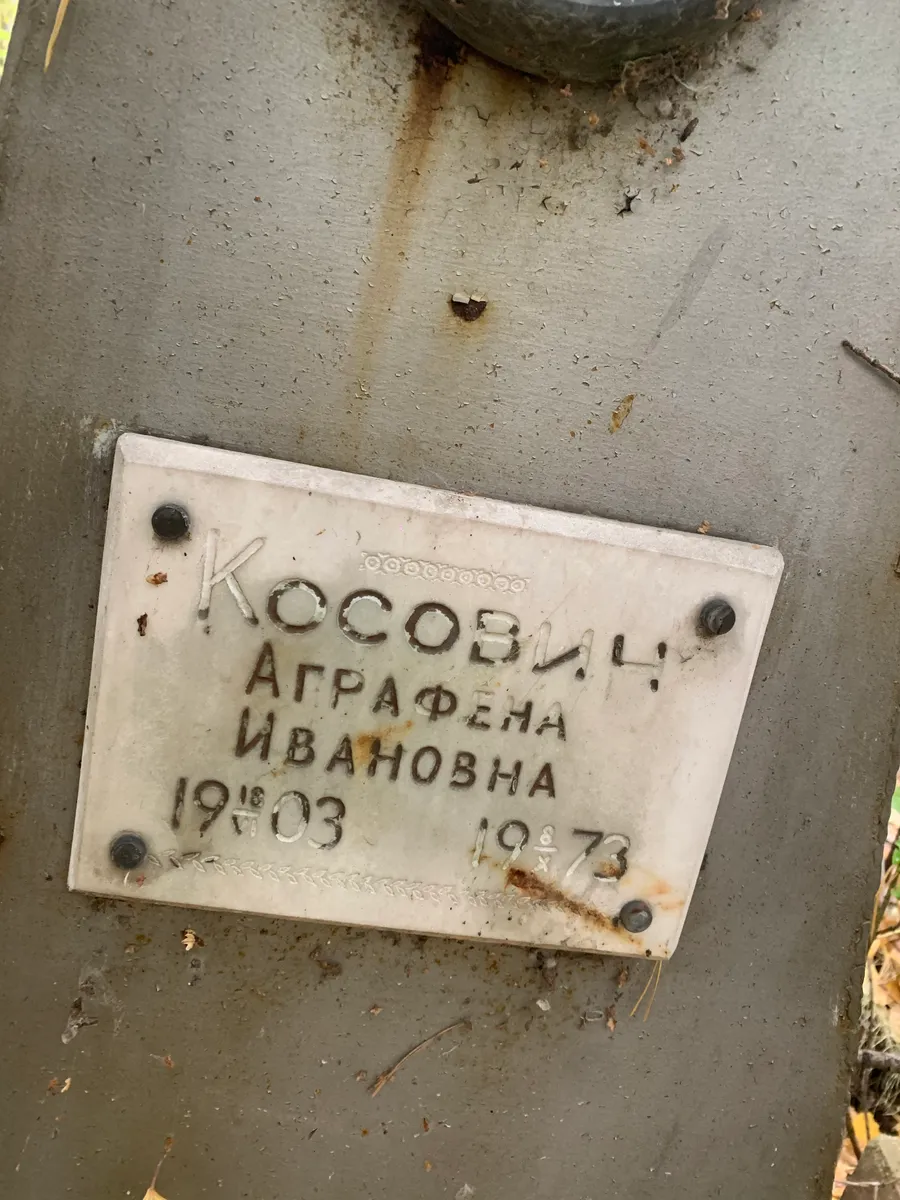 Косович
Аграфена
Ивановна
19 18/VI 03 19 8/X 73